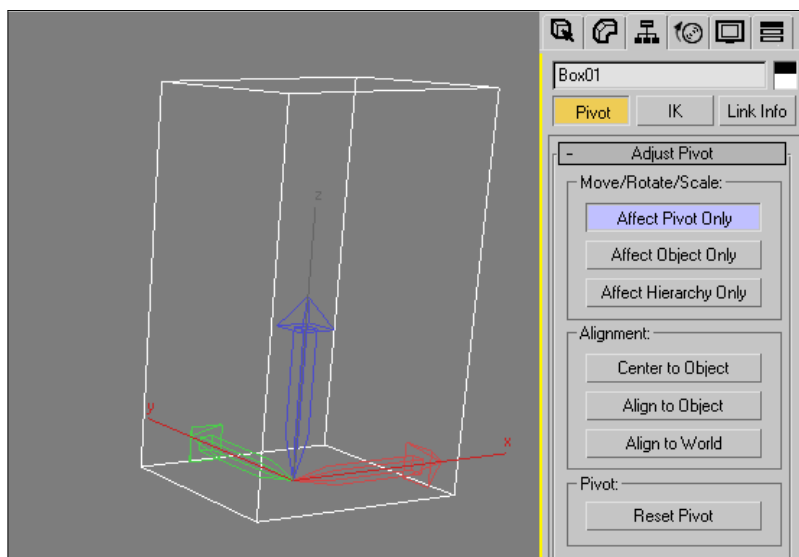 Box01
Pivot IK Link Info
- Adjust Pivot
Move/Rotate/Scale:
Affect Pivot Only
Affect Object Only
Affect Hierarchy Only
Alignment:
Center to Object
Align to Object
Align to World
Pivot:
Reset Pivot
z
y
x